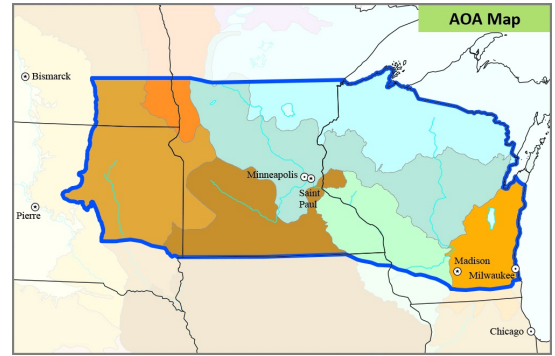 AOA Map
Bismarck
Minneapolis
Saint
Paul
Pierre
Madison
Milwaukee
Chicago